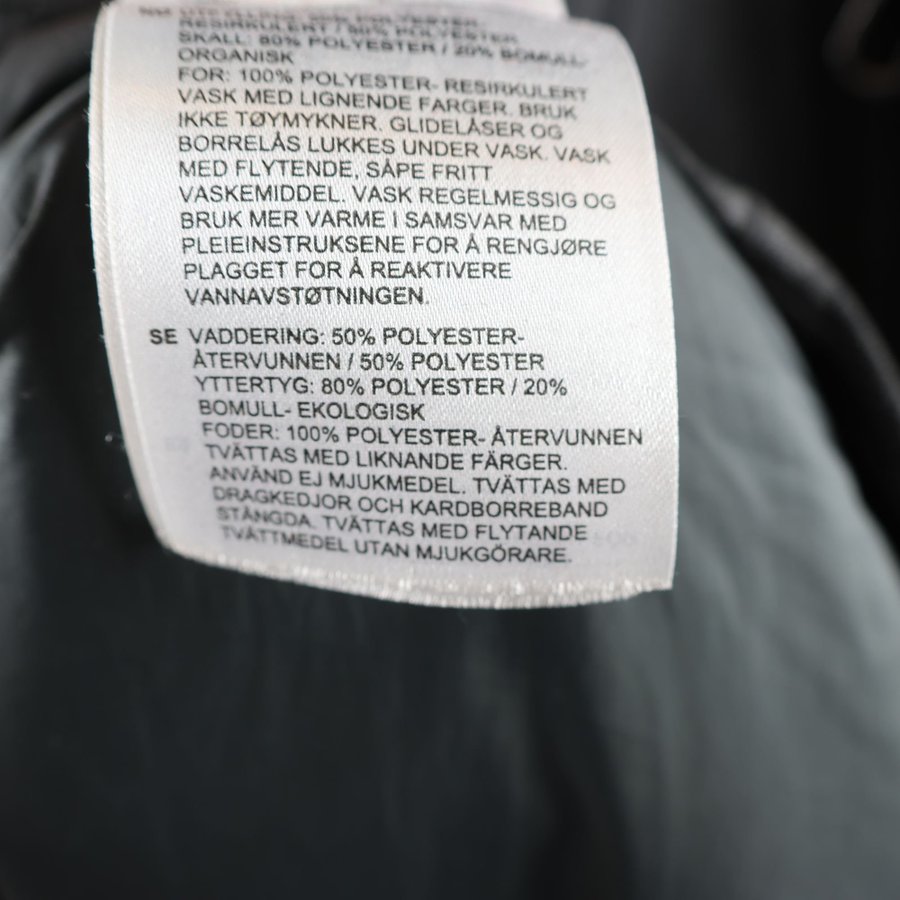 RESIRKULERT / 50% POLYESTER
SKALL: 80% POLYESTER / 20% BOMULL-
ORGANISK
FOR: 100% POLYESTER- RESIRKULERT
VASK MED LIGNENDE FARGER. BRUK
IKKE TØYMYKNER. GLIDELÅSER OG
BORRELÅS LUKKES UNDER VASK. VASK
MED FLYTENDE, SÅPE FRITT
VASKEMIDDEL. VASK REGELMESSIG OG
BRUK MER VARME I SAMSVAR MED
PLEIEINSTRUKSENE FOR Å RENGJØRE
PLAGGET FOR Å REAKTIVERE
VANNAVSTØTNINGEN.
SE VADDERING: 50% POLYESTER-
ÅTERVUNNEN / 50% POLYESTER
YTTERTYG: 80% POLYESTER / 20%
BOMULL- EKOLOGISK
FODER: 100% POLYESTER- ÅTERVUNNEN
TVÄTTAS MED LIKNANDE FÄRGER.
ANVÄND EJ MJUKMEDEL. TVÄTTAS MED
DRAGKEDJOR OCH KARDBORREBAND
STÄNGDA. TVÄTTAS MED FLYTANDE
TVÄTTMEDEL UTAN MJUKGÖRARE.